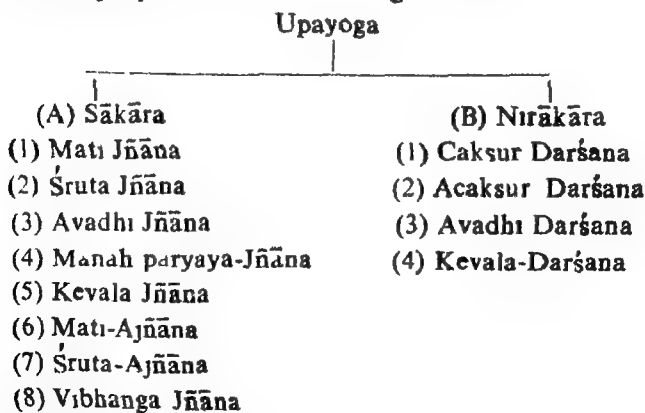 Upayoga
(A) Sākāra
(1) Mati Jñāna
(2) Śruta Jñāna
(3) Avadhi Jñāna
(4) Manah paryaya-Jñāna
(5) Kevala Jñāna
(6) Mati-Ajñāna
(7) Śruta-Ajñāna
(8) Vibhanga Jñāna
(B) Nirākāra
(1) Caksur Darśana
(2) Acaksur Darśana
(3) Avadhi Darśana
(4) Kevala-Darśana